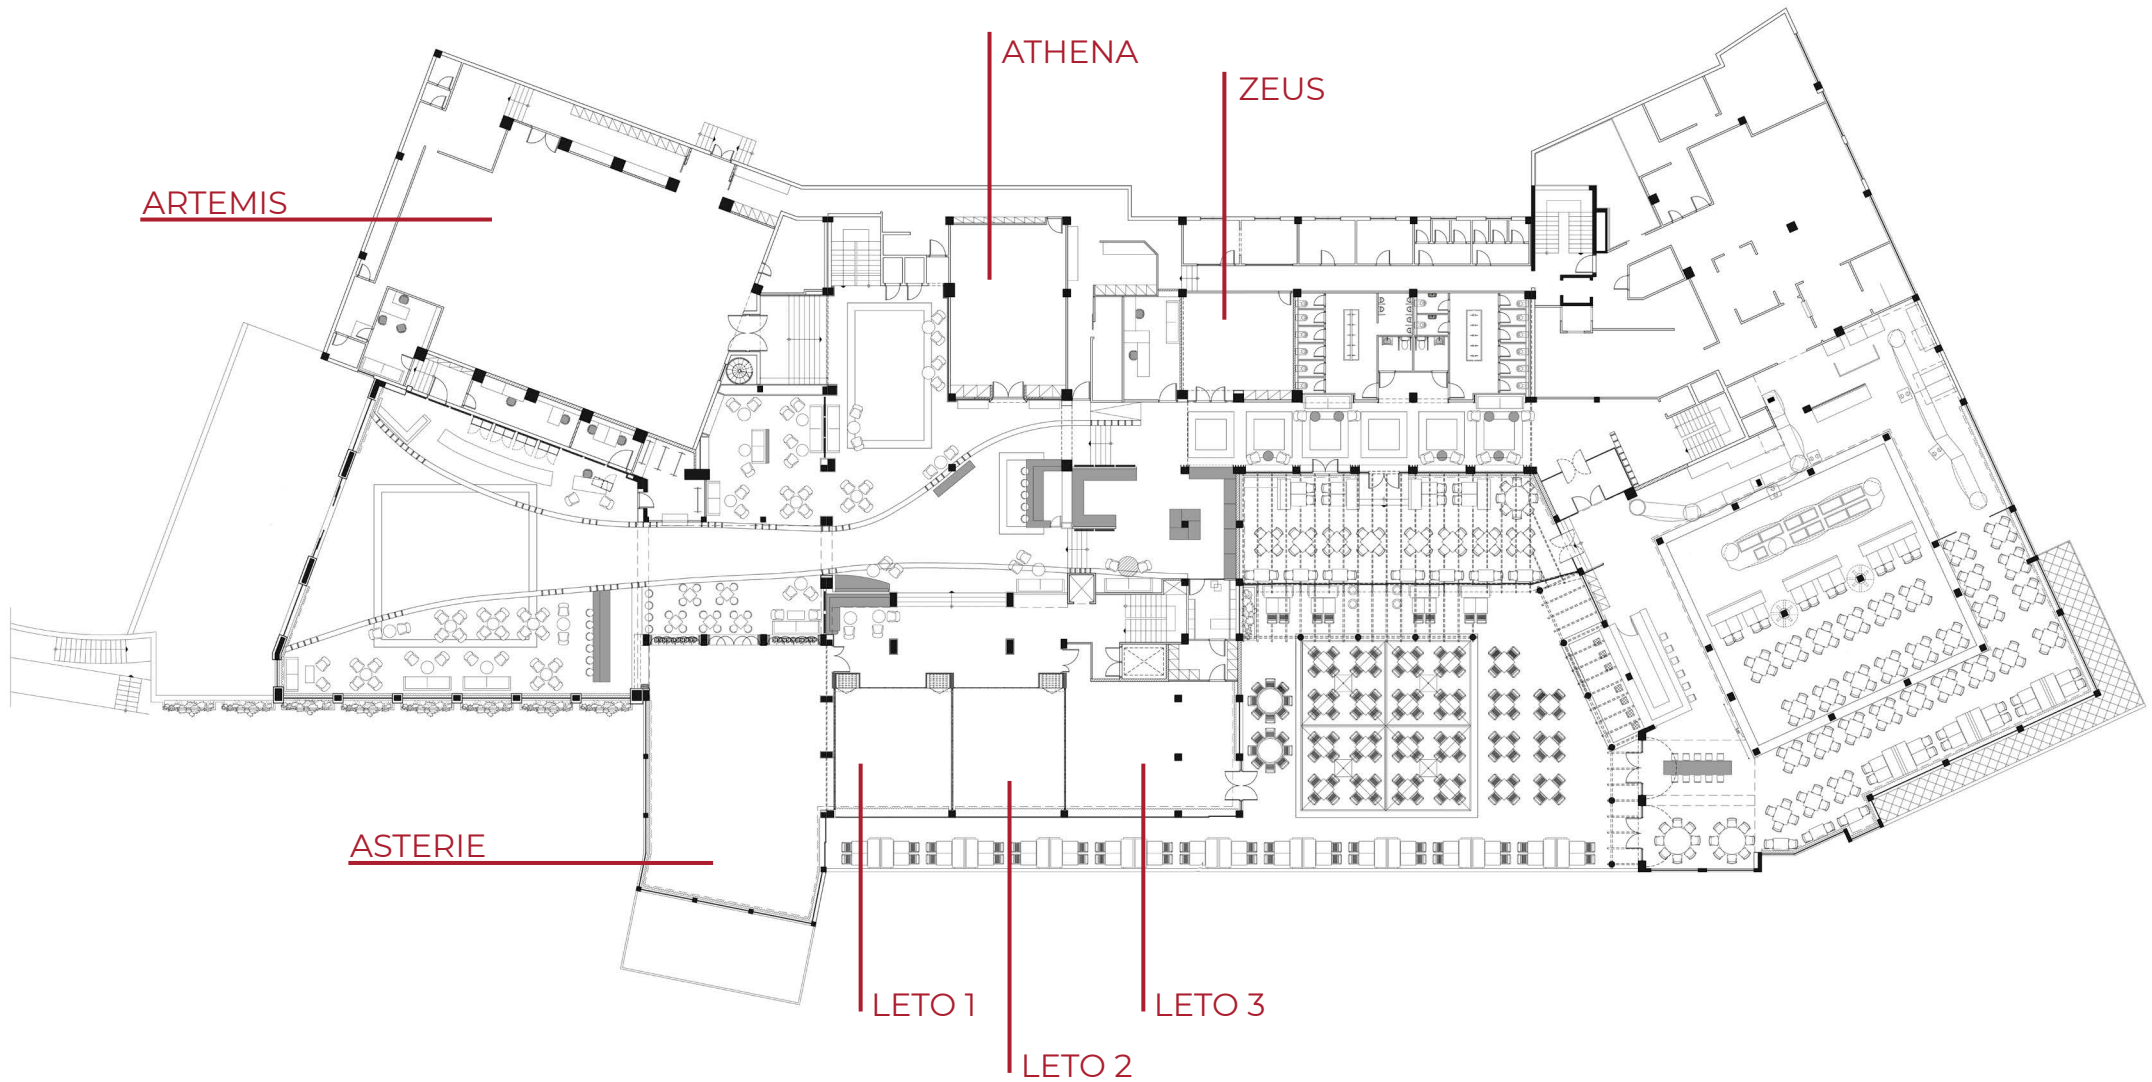 ATHENA
ZEUS
ARTEMIS
ASTERIE
LETO 1
LETO 3
LETO 2